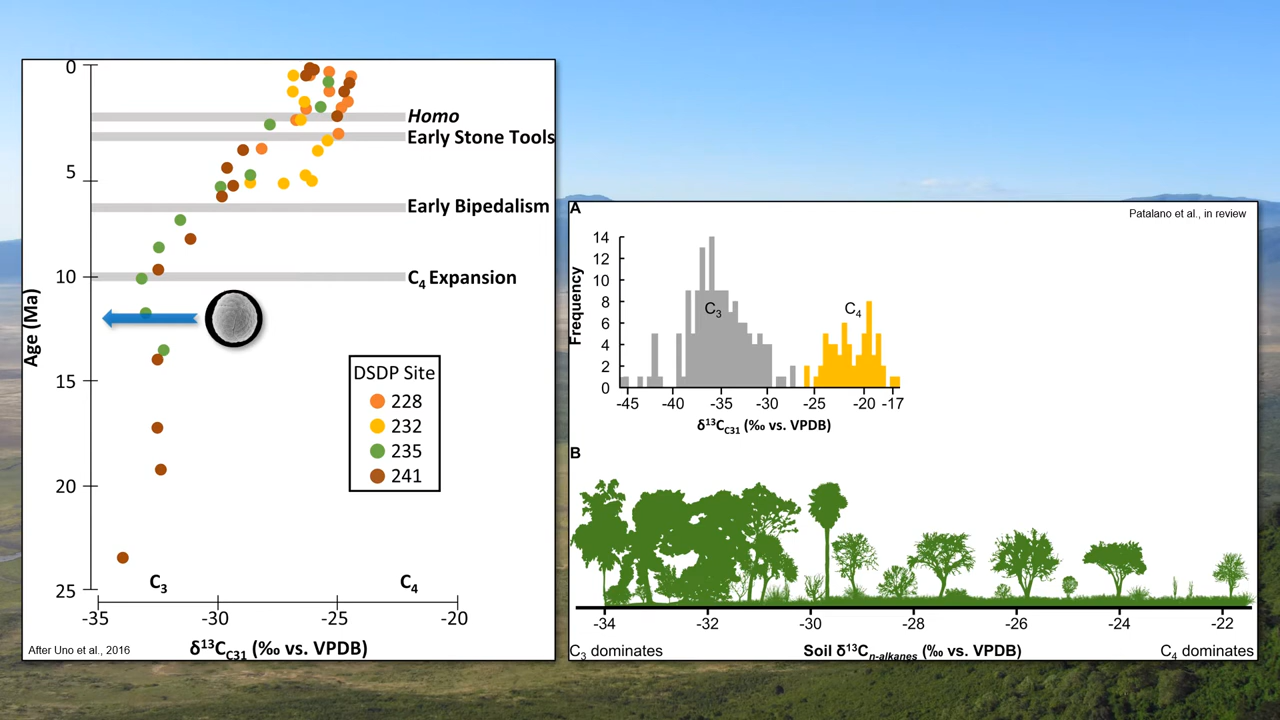 0
5
10
15
20
25
Age (Ma)
Homo
Early Stone Tools
Early Bipedalism
C4 Expansion
DSDP Site
228
232
235
241
C3
C4
-35
-30
-25
-20
δ13CC31 (‰ vs. VPDB)
After Uno et al., 2016
A
Patalano et al., in review
Frequency
14
12
10
8
6
4
2
0
C3
C4
-45
-40
-35
-30
-25
-20
-17
δ13CC31 (‰ vs. VPDB)
B
-34
-32
-30
-28
-26
-24
-22
C3 dominates
Soil δ13Cn-alkanes (‰ vs. VPDB)
C4 dominates